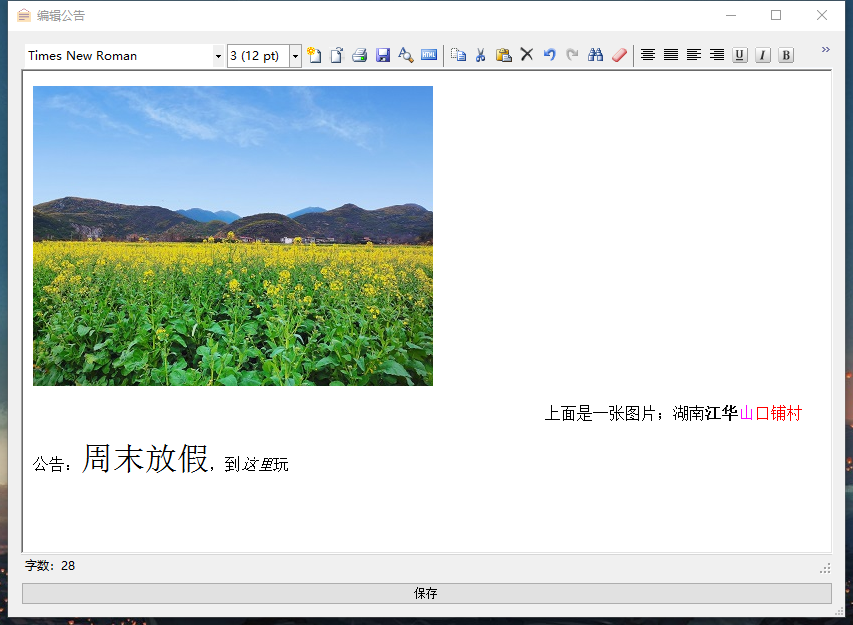 编辑公告
Times New Roman 3 (12 pt) HTML U I B »
上面是一张图片；湖南江华山口铺村
公告：周末放假，到这里玩
字数：28
保存